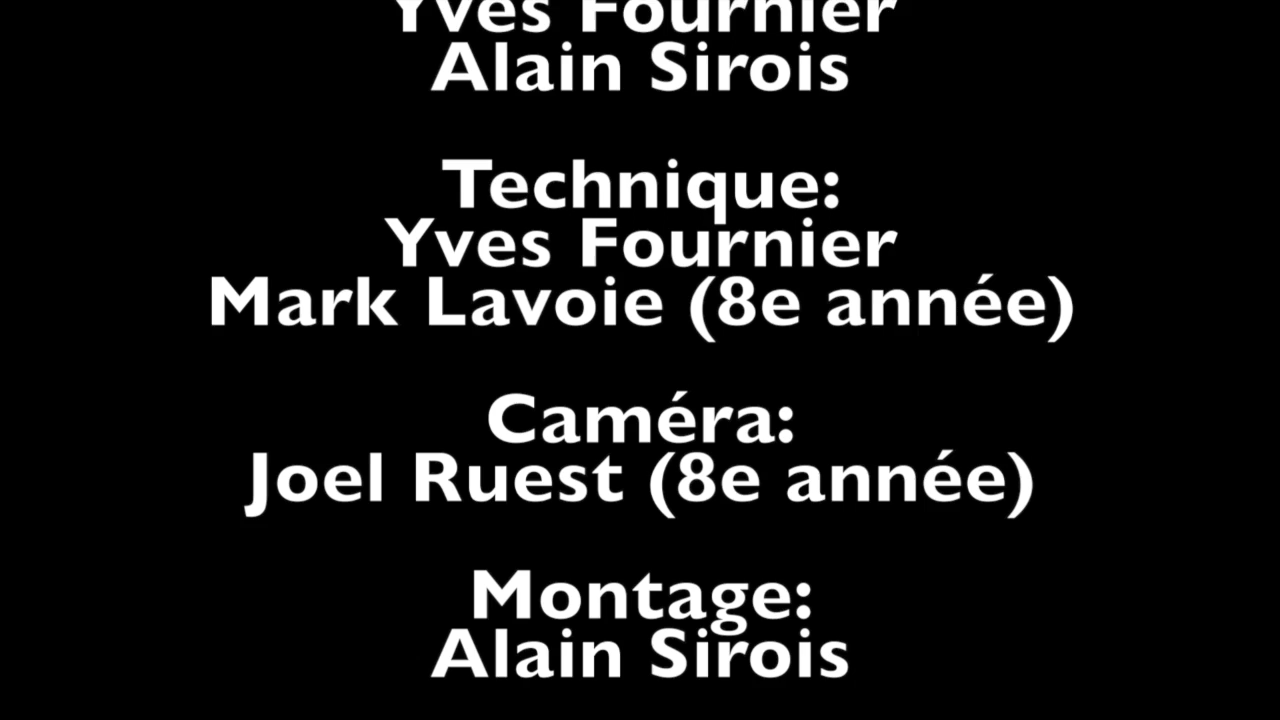 Yves Fournier
Alain Sirois
Technique:
Yves Fournier
Mark Lavoie (8e année)
Caméra:
Joel Ruest (8e année)
Montage:
Alain Sirois